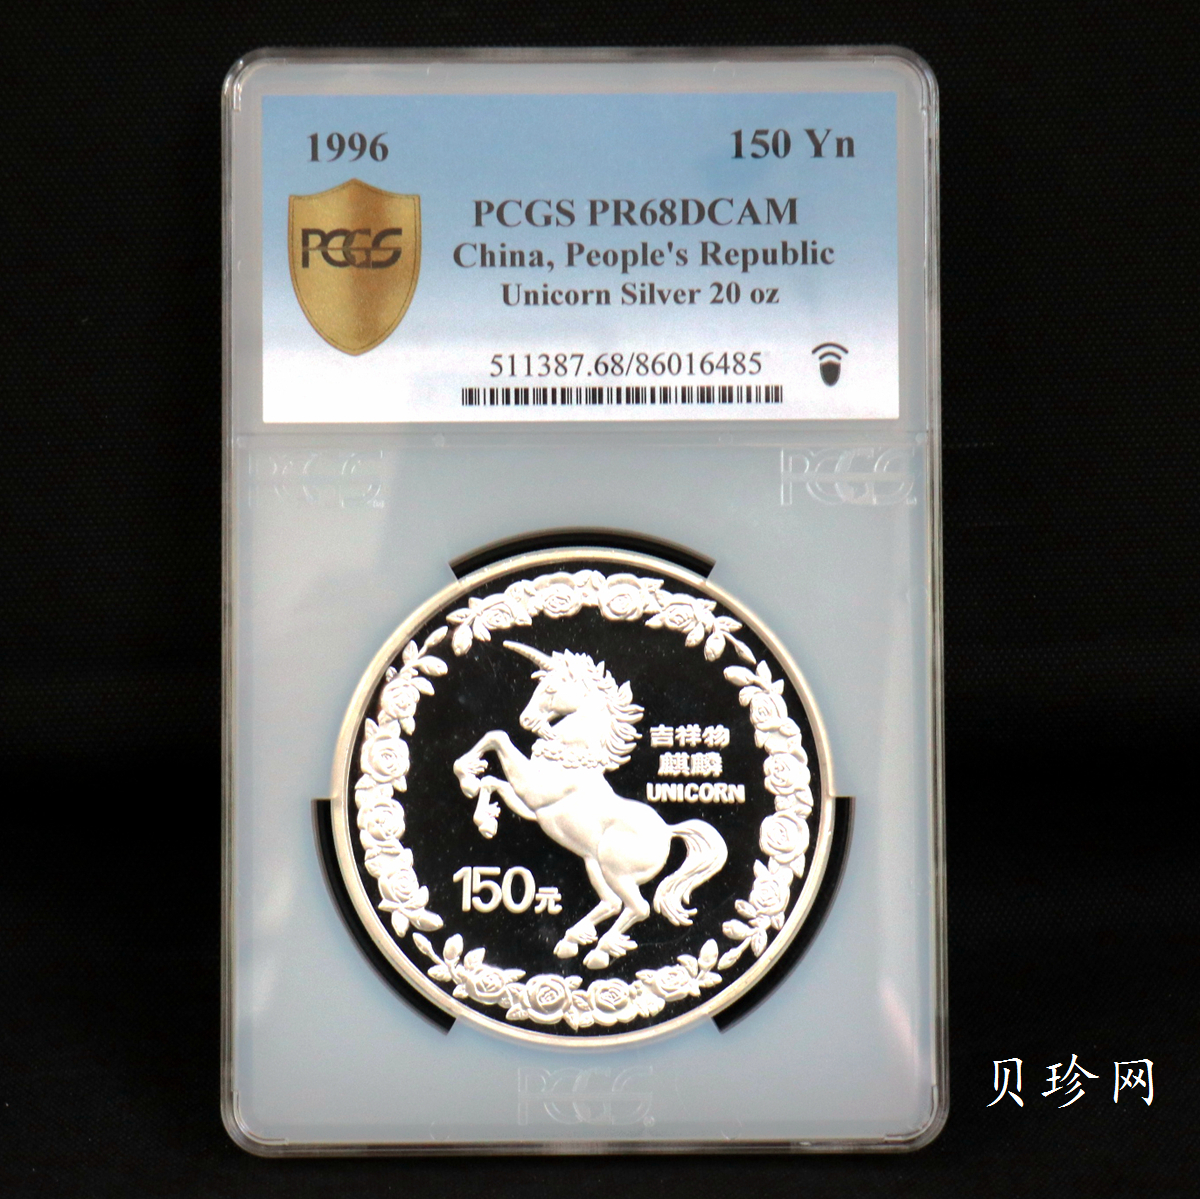 1996
150 Yn
PCGS
PCGS PR68DCAM
China, People's Republic
Unicorn Silver 20 oz
511387.68/86016485
PCGS
PCGS
吉祥物
麒麟
UNICORN
150元
PCGS
贝珍网